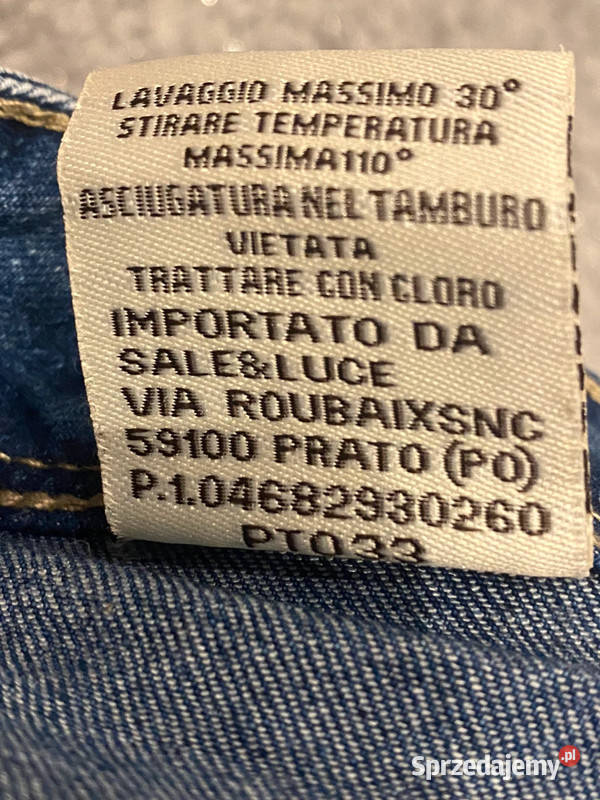 LAVAGGIO MASSIMO 30°
STIRARE TEMPERATURA
MASSIMA110°
ASCIUGATURA NEL TAMBURO
VIETATA
TRATTARE CON CLORO
IMPORTATO DA
SALE&LUCE
VIA ROUBAIXSNC
59100 PRATO (PO)
P.1.04682930260
PT033
Sprzedajemy.pl